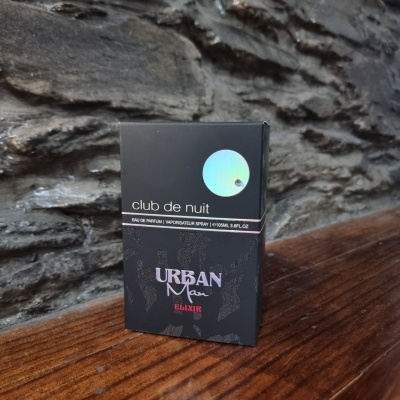 club de nuit
EAU DE PARFUM | VAPORISATEUR SPRAY | ℮105ML 3.6FL.OZ
URBAN
Man
ELIXIR